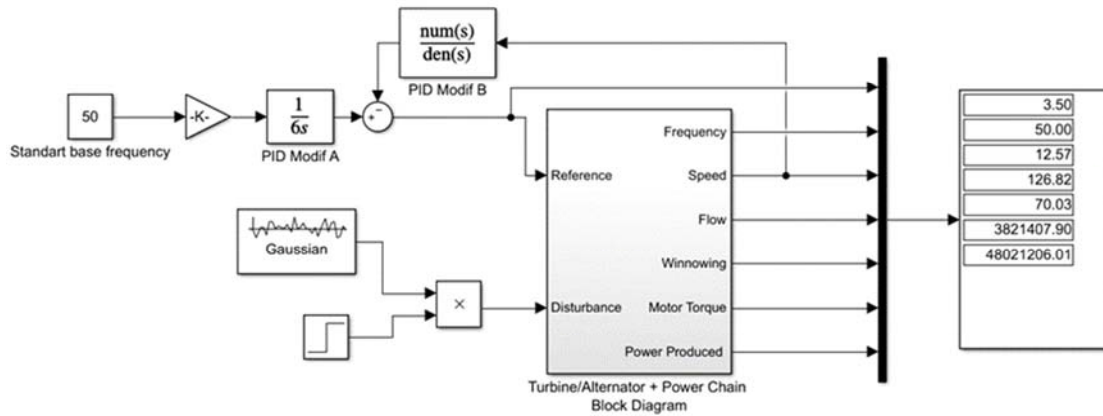 num(s)
den(s)
PID Modif B
50
Standart base frequency
-K-
1
6s
PID Modif A
−
+
Frequency
Reference
Speed
Flow
Gaussian
Winnowing
Disturbance
Motor Torque
×
Power Produced
Turbine/Alternator + Power Chain
Block Diagram
3.50
50.00
12.57
126.82
70.03
3821407.90
48021206.01